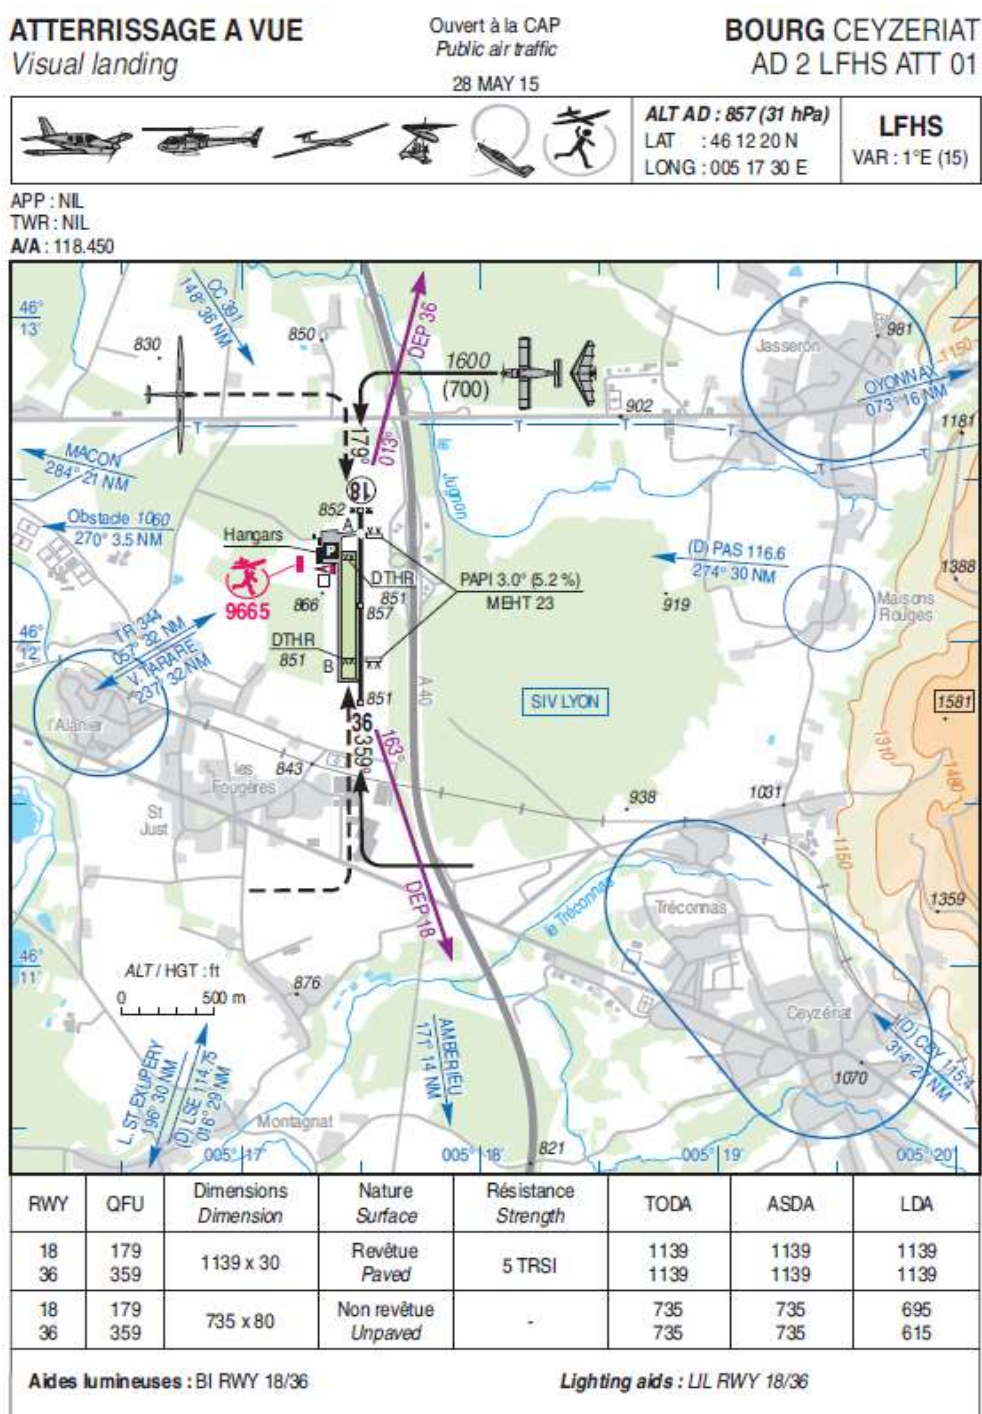 ATTERRISSAGE A VUE
Visual landing
Ouvert à la CAP
Public air traffic
28 MAY 15
BOURG CEYZERIAT
AD 2 LFHS ATT 01
ALT AD : 857 (31 hPa)
LAT : 46 12 20 N
LONG : 005 17 30 E
LFHS
VAR : 1°E (15)
APP : NIL
TWR : NIL
A/A : 118.450
46°
13'
CC 391
148° 36 NM
830
850
DEP 36
1600
(700)
Jasseron
981
1150
OYONNAX
073° 16 NM
902
1181
T
T
T
T
T
MACON
284° 21 NM
179°
013°
le Jugnon
18
852
A
Obstacle 1060
270° 3.5 NM
Hangars
P
DTHR
851
857
PAPI 3.0° (5.2 %)
MEHT 23
(D) PAS 116.6
274° 30 NM
1388
9665
866
919
Maisons
Rouges
46°
12'
TR 344
057° 32 NM
V. TARARE
237° 32 NM
DTHR
851
B
A 40
SIV LYON
1581
l'Alanier
851
36
359°
163°
1310
1480
843
les
Fougères
St
Just
938
1031
1150
DEP 18
le Tréconnas
Tréconnas
1359
46°
11'
ALT / HGT : ft
0 500 m
876
Ceyzériat
(D) CBY 115.4
314° 27 NM
L. ST EXUPERY
196° 30 NM
(D) LSE 114.75
016° 29 NM
AMBERIEU
171° 14 NM
1070
Montagnat
821
005° 17'
005° 18'
005° 19'
005° 20'
RWY QFU Dimensions Nature Résistance TODA ASDA LDA
Dimension Surface Strength
18 179 1139 x 30 Revêtue 5 TRSI 1139 1139 1139
36 359 Paved 1139 1139 1139
18 179 735 x 80 Non revêtue - 735 735 695
36 359 Unpaved 735 735 615
Aides lumineuses : BI RWY 18/36
Lighting aids : LIL RWY 18/36